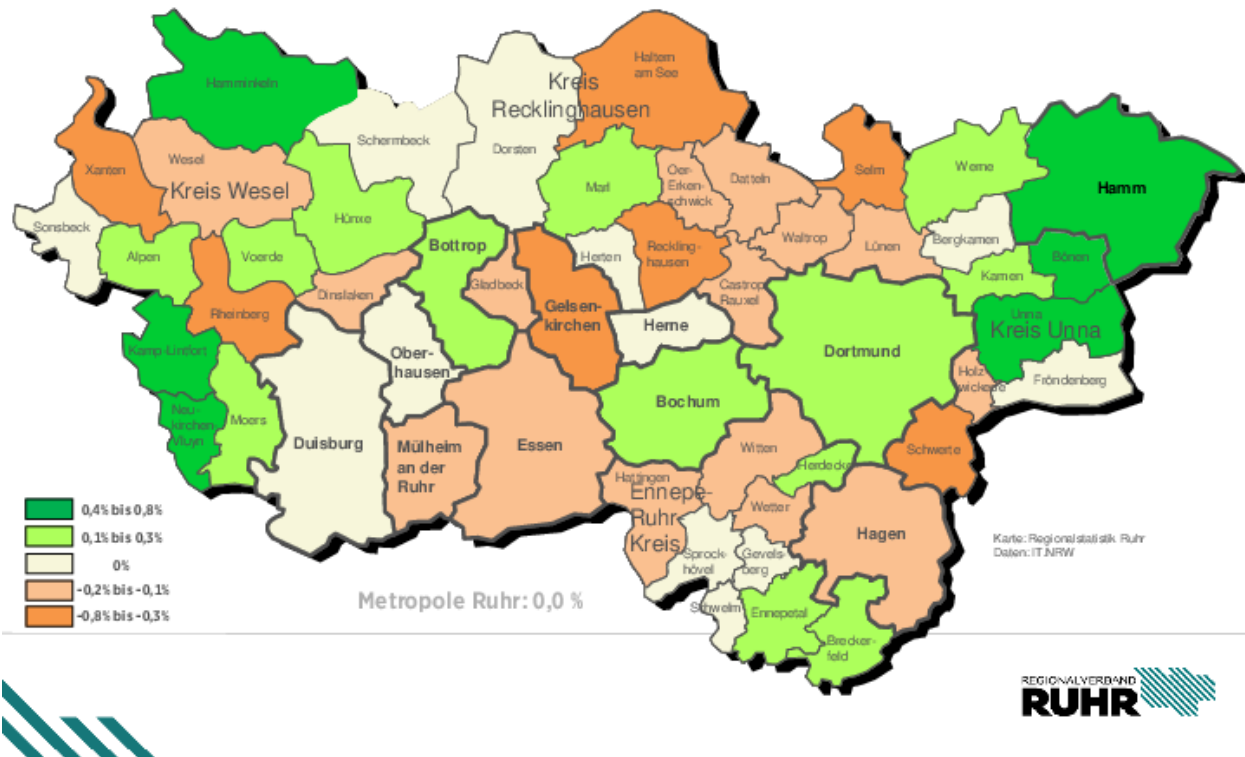 Hamminkeln
Haltern
am See
Kreis
Recklinghausen
Schermbeck
Dorsten
Wesel
Kreis Wesel
Xanten
Sonsbeck
Alpen
Voerde
Hünxe
Marl
Oer-
Erken-
schwick
Datteln
Selm
Werne
Hamm
Waltrop
Lünen
Bergkamen
Bönen
Kamen
Bottrop
Gladbeck
Herten
Reckling-
hausen
Castrop
Rauxel
Dinslaken
Rheinberg
Gelsen-
kirchen
Herne
Unna
Kreis Unna
Kamp-Lintfort
Ober-
hausen
Dortmund
Holz
wickede
Fröndenberg
Neu-
kirchen-
Vluyn
Moers
Duisburg
Mülheim
an der
Ruhr
Essen
Bochum
Witten
Herdecke
Schwerte
Hattingen
Ennepe-
Ruhr
Kreis
Wetter
Hagen
Sprock-
hövel
Gevels-
berg
Schwelm
Ennepetal
Brecker-
feld
0,4% bis 0,8%
0,1% bis 0,3%
0%
-0,2% bis -0,1%
-0,8% bis -0,3%
Metropole Ruhr: 0,0 %
Karte: Regionalstatistik Ruhr
Daten: IT.NRW
REGIONALVERBAND
RUHR